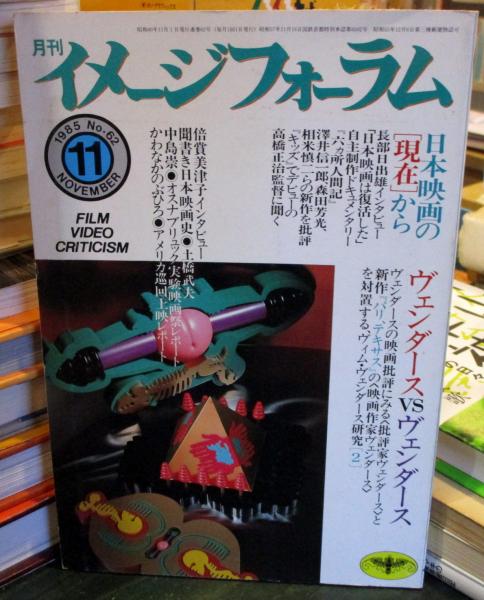 月刊
イメージフォーラム
1985 No.62
11
NOVEMBER
FILM
VIDEO
CRITICISM
日本映画の
[現在]から
長部日出雄インタビュー
「日本映画は復活した」
自主制作ドキュメンタリー
澤井信一郎、森田芳光、
相米慎二らの新作を批評
『キッズ』でデビューの
高橋正治監督に聞く
倍賞美津子インタビュー
聞書き日本映画史●土橋武夫
中島崇●オスナブリュック実験映画祭レポート
かわなかのぶひろ●アメリカ巡回上映レポート
ヴェンダースvsヴェンダース
ヴェンダースの映画批評にみる〈批評家ヴェンダース〉と
新作『パリ、テキサス』の〈映画作家ヴェンダース〉
を対置する、ヴィム・ヴェンダース研究[2]